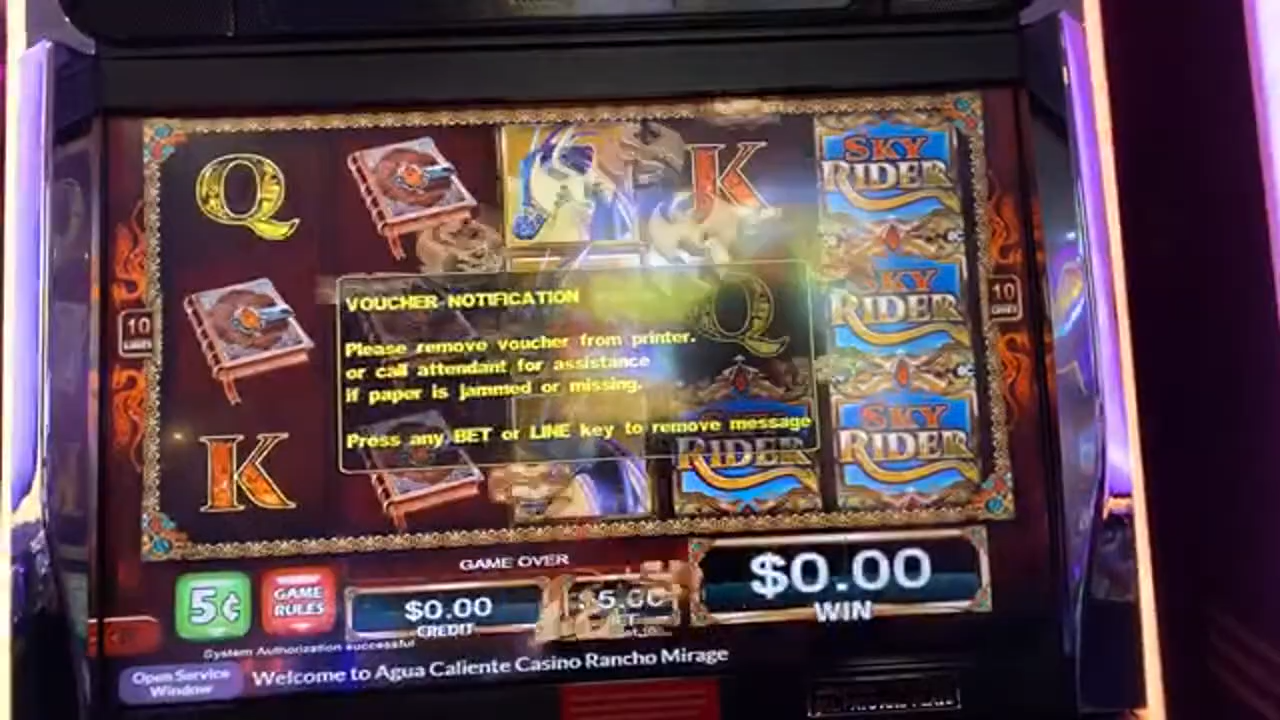 Q
K
SKY
RIDER
10
VOUCHER NOTIFICATION
Please remove voucher from printer.
or call attendant for assistance
if paper is jammed or missing.
Press any BET or LINE key to remove message
Q
SKY
RIDER
10
K
RIDER
SKY
RIDER
GAME OVER
5¢
GAME
RULES
$0.00
CREDIT
$0.00
WIN
System Authorization successful
Open Service
Window
Welcome to Agua Caliente Casino Rancho Mirage